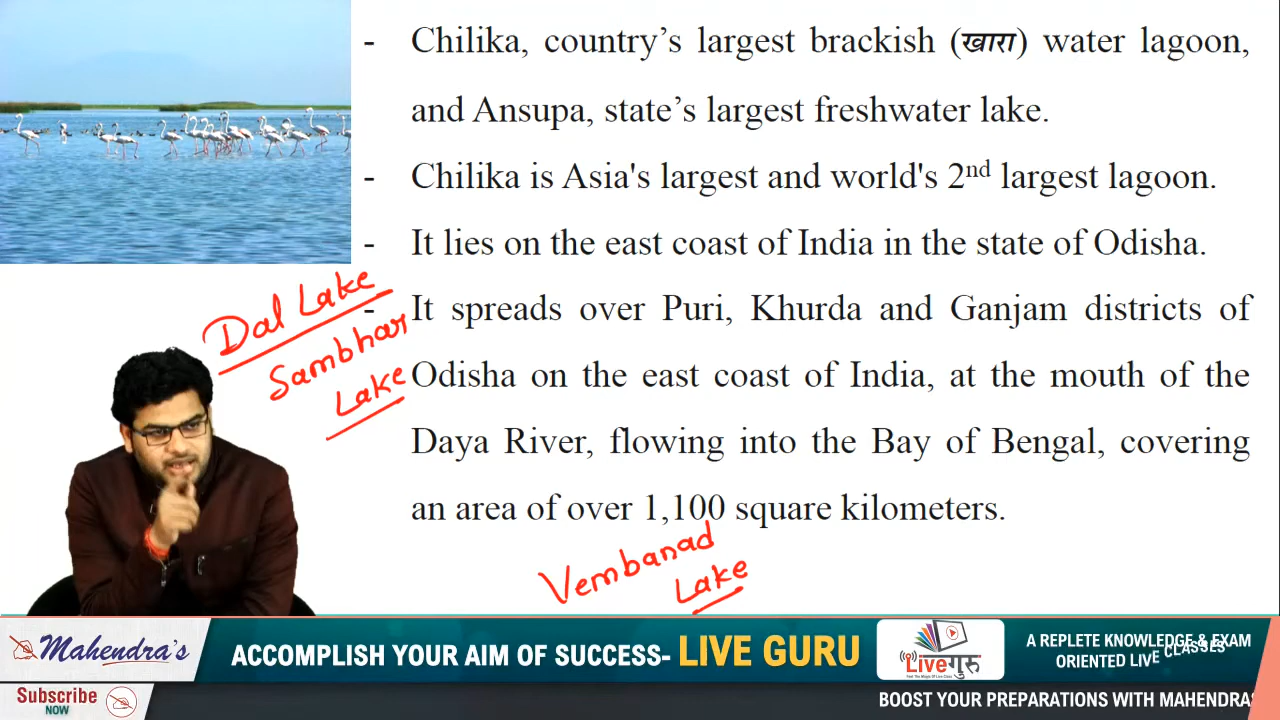 - Chilika, country's largest brackish (खारा) water lagoon,
and Ansupa, state's largest freshwater lake.
- Chilika is Asia's largest and world's 2nd largest lagoon.
- It lies on the east coast of India in the state of Odisha.
- It spreads over Puri, Khurda and Ganjam districts of
Odisha on the east coast of India, at the mouth of the
Daya River, flowing into the Bay of Bengal, covering
an area of over 1,100 square kilometers.
Dal Lake
Sambhar
Lake
Vembanad
Lake
Mahendra's
Subscribe
NOW
ACCOMPLISH YOUR AIM OF SUCCESS- LIVE GURU
Liveगुरु
A REPLETE KNOWLEDGE & EXAM
ORIENTED LIVE CLASSES
BOOST YOUR PREPARATIONS WITH MAHENDRAS